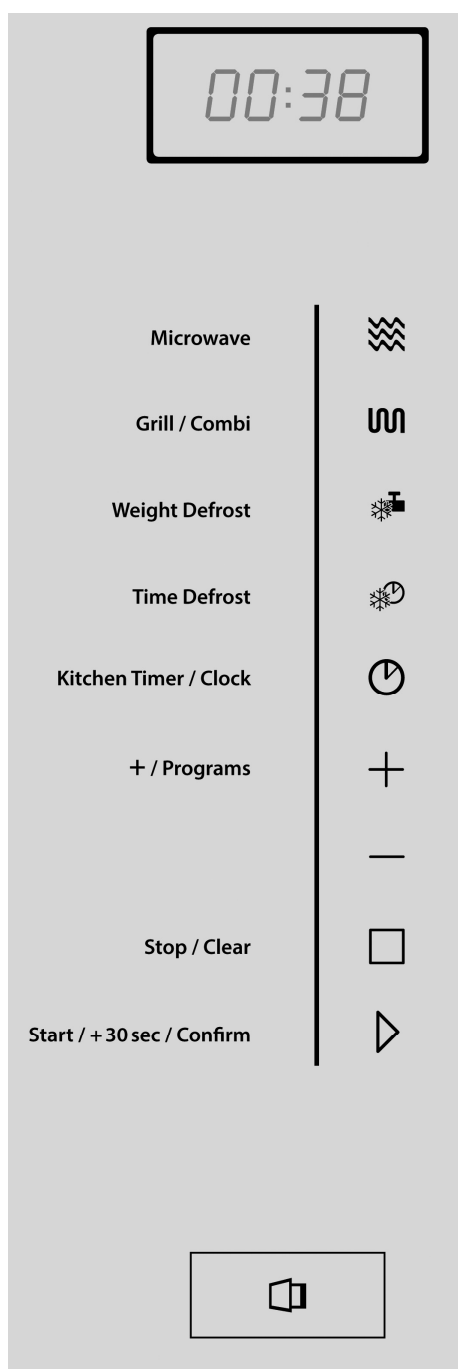 00:38
Microwave
Grill / Combi
Weight Defrost
Time Defrost
Kitchen Timer / Clock
+ / Programs
Stop / Clear
Start / +30 sec / Confirm